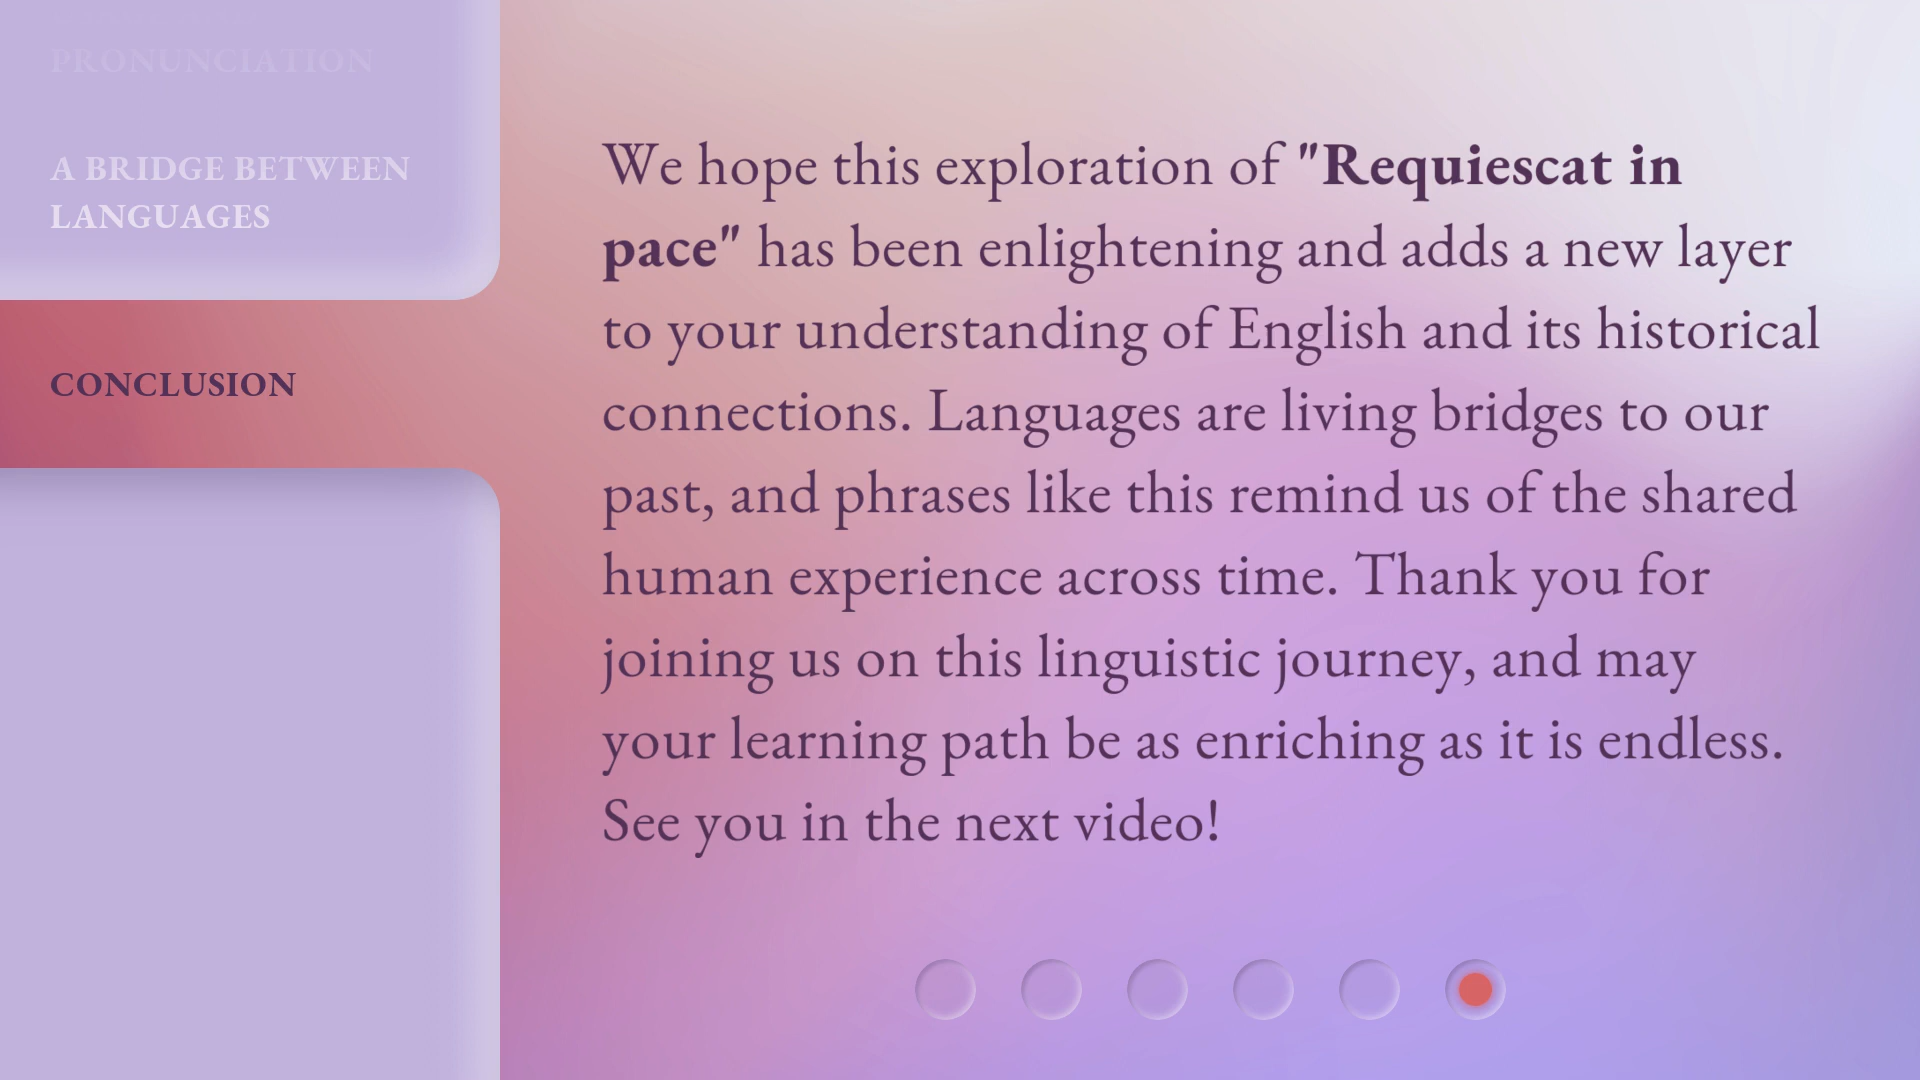 PRONUNCIATION
A BRIDGE BETWEEN
LANGUAGES
CONCLUSION
We hope this exploration of "Requiescat in
pace" has been enlightening and adds a new layer
to your understanding of English and its historical
connections. Languages are living bridges to our
past, and phrases like this remind us of the shared
human experience across time. Thank you for
joining us on this linguistic journey, and may
your learning path be as enriching as it is endless.
See you in the next video!